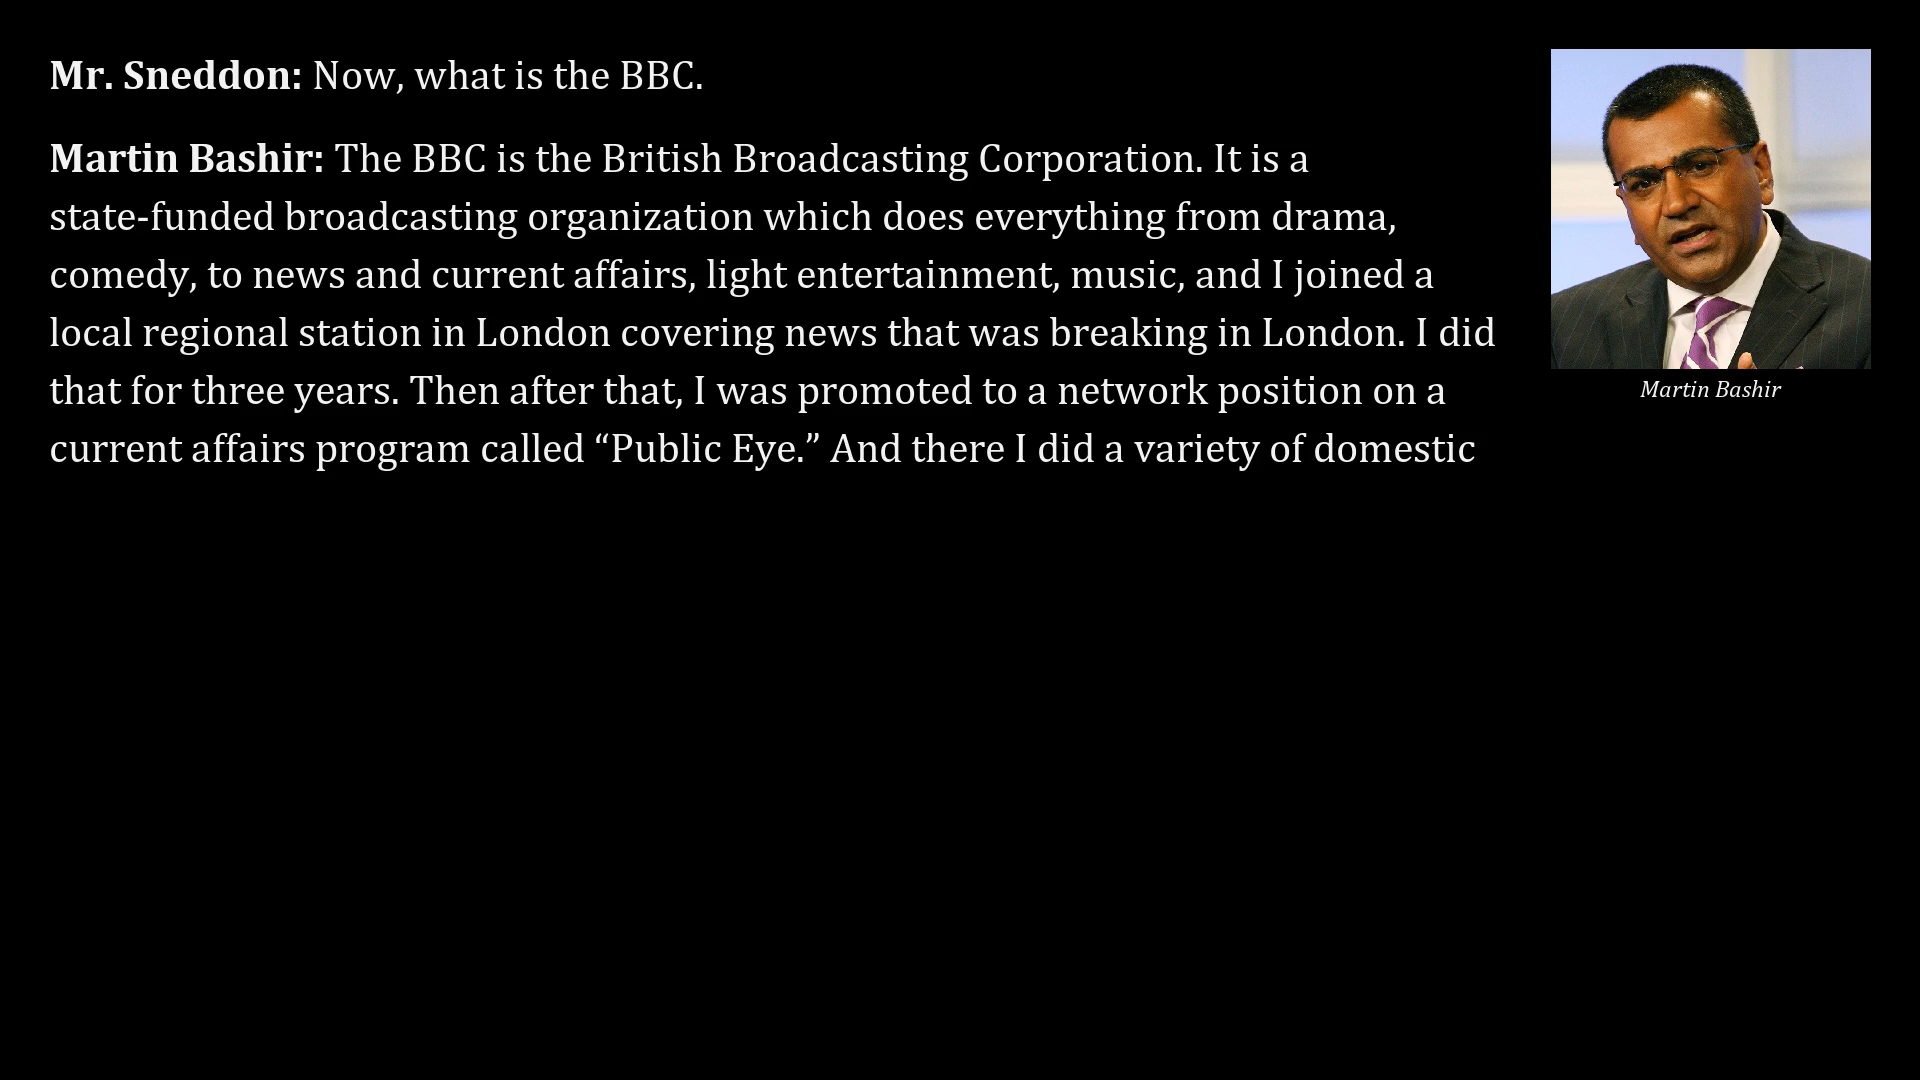 Mr. Sneddon: Now, what is the BBC.
Martin Bashir: The BBC is the British Broadcasting Corporation. It is a
state-funded broadcasting organization which does everything from drama,
comedy, to news and current affairs, light entertainment, music, and I joined a
local regional station in London covering news that was breaking in London. I did
that for three years. Then after that, I was promoted to a network position on a
current affairs program called “Public Eye.” And there I did a variety of domestic
Martin Bashir